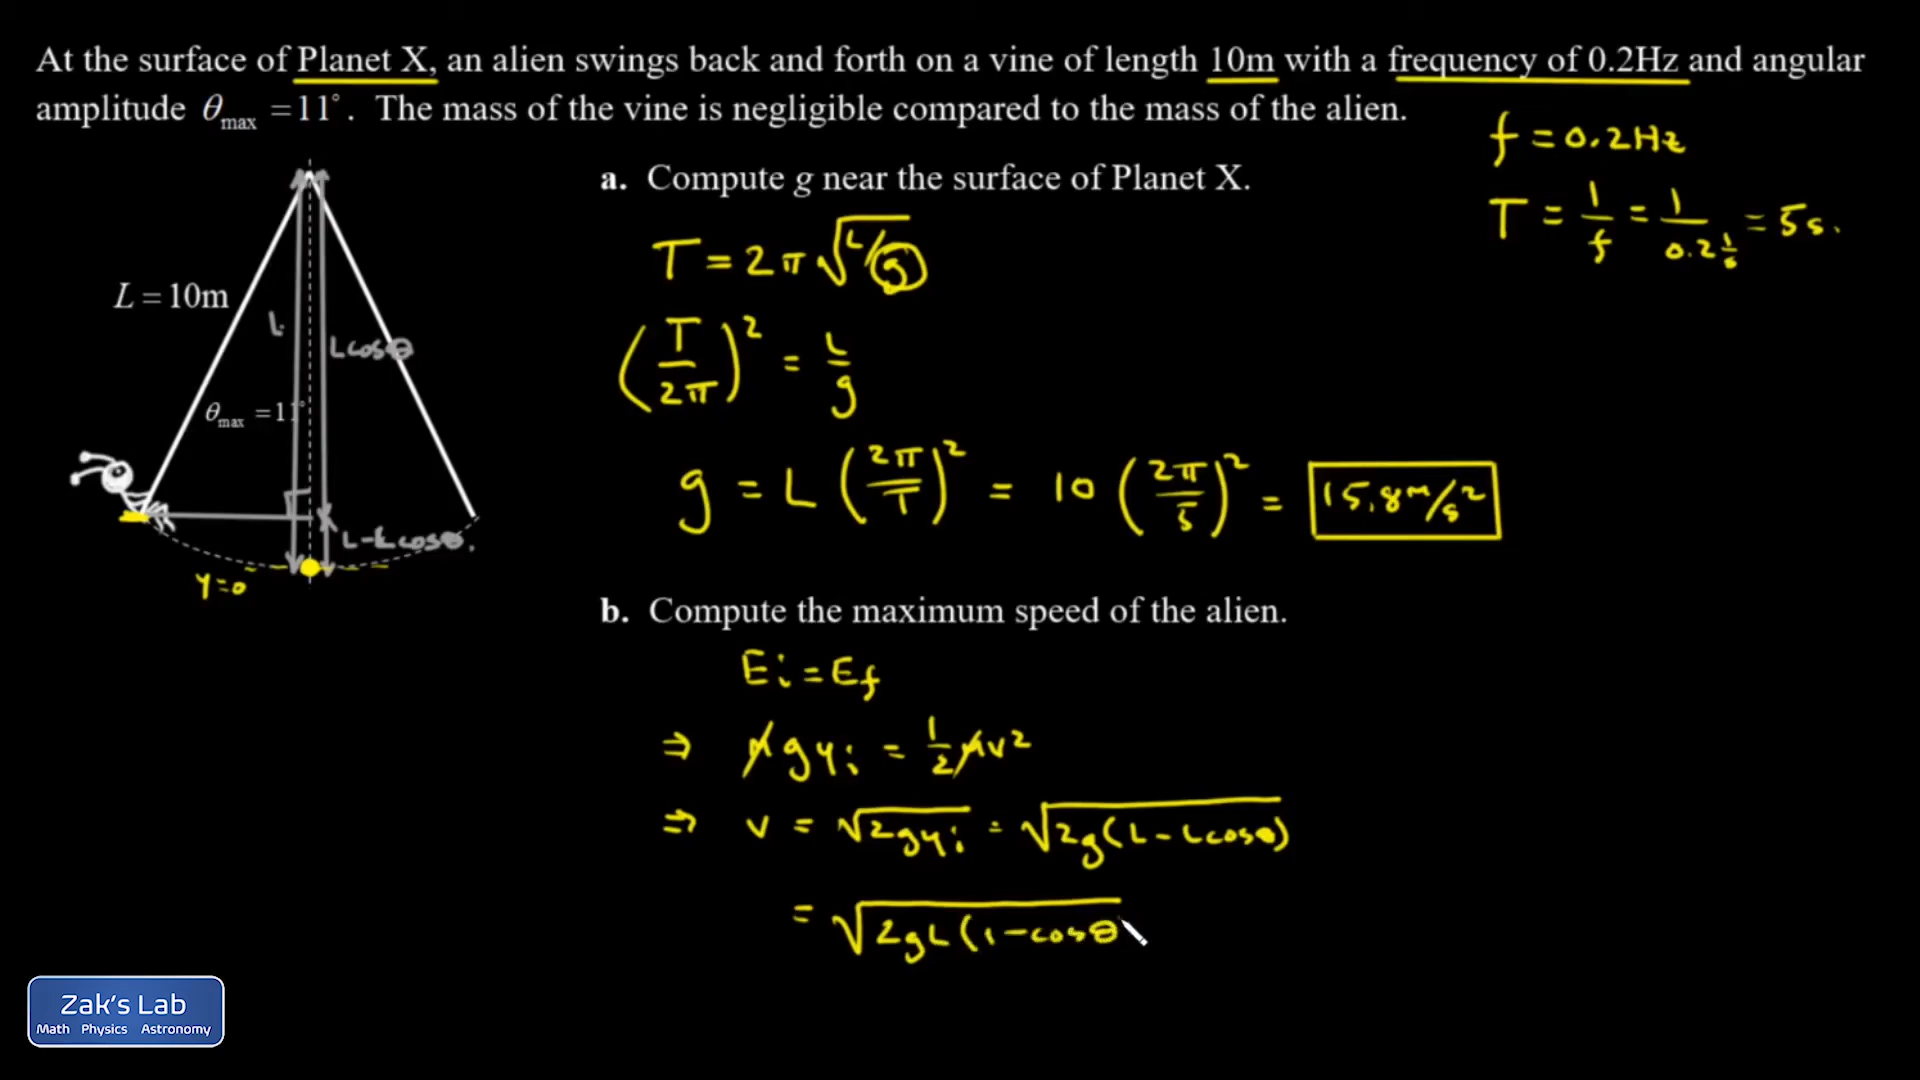 At the surface of Planet X, an alien swings back and forth on a vine of length 10m with a frequency of 0.2Hz and angular
amplitude θmax = 11°. The mass of the vine is negligible compared to the mass of the alien.
f = 0.2Hz
T = 1/f = 1/(0.2 1/s) = 5s.
a. Compute g near the surface of Planet X.
T = 2π√(L/g)
(T/2π)² = L/g
g = L(2π/T)² = 10(2π/5)² = 15.8 m/s²
L = 10m
L
Lcosθ
θmax = 11°
L-Lcosθ.
y=0
b. Compute the maximum speed of the alien.
Ei = Ef
⇒ mgyi = ½mv²
⇒ v = √(2gyi) = √(2g(L-Lcosθ))
= √(2gL(1-cosθ
Zak's Lab
Math Physics Astronomy